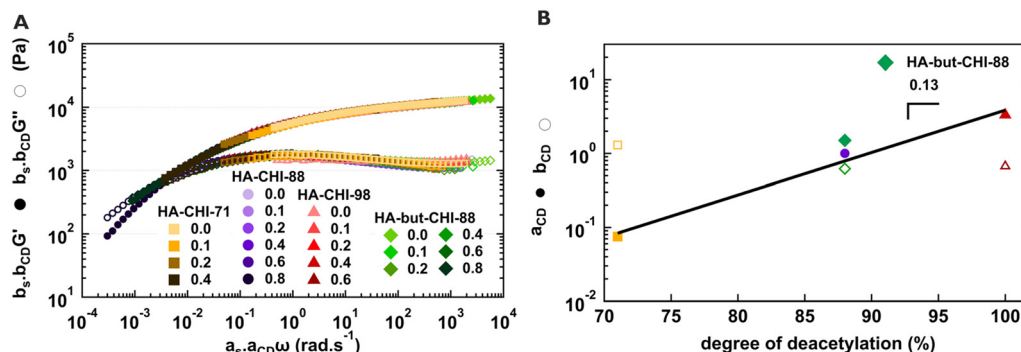 A
b_s.b_CDG' ● b_s.b_CDG'' ○ (Pa)
10^5
10^4
10^3
10^2
10^1
10^-4 10^-3 10^-2 10^-1 10^0 10^1 10^2 10^3 10^4
a_s.a_CDω (rad.s^-1)
HA-CHI-71
0.0
0.1
0.2
0.4
HA-CHI-88
0.0
0.1
0.2
0.4
0.6
0.8
HA-CHI-98
0.0
0.1
0.2
0.4
0.6
HA-but-CHI-88
0.0 0.4
0.1 0.6
0.2 0.8
B
a_CD ● b_CD ○
10^1
10^0
10^-1
10^-2
70 75 80 85 90 95 100
degree of deacetylation (%)
HA-but-CHI-88
0.13